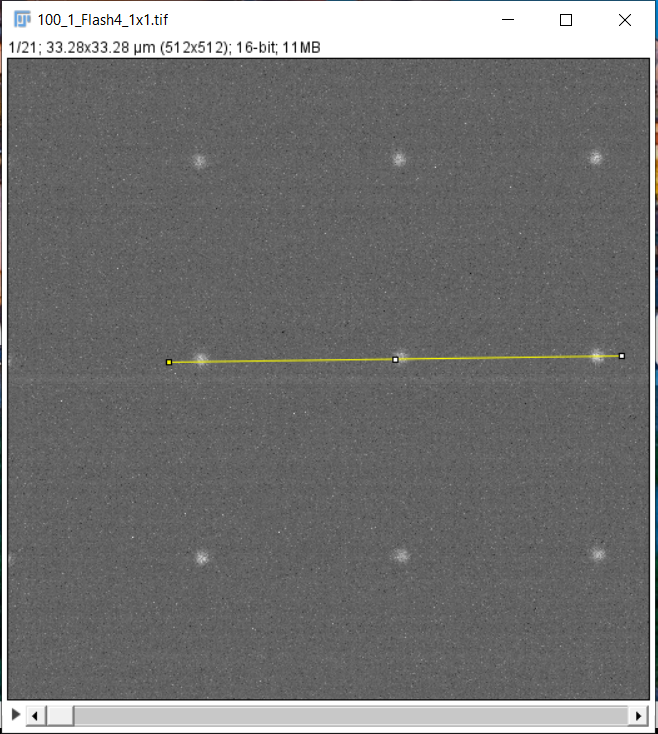 100_1_Flash4_1x1.tif
1/21; 33.28x33.28 µm (512x512); 16-bit; 11MB